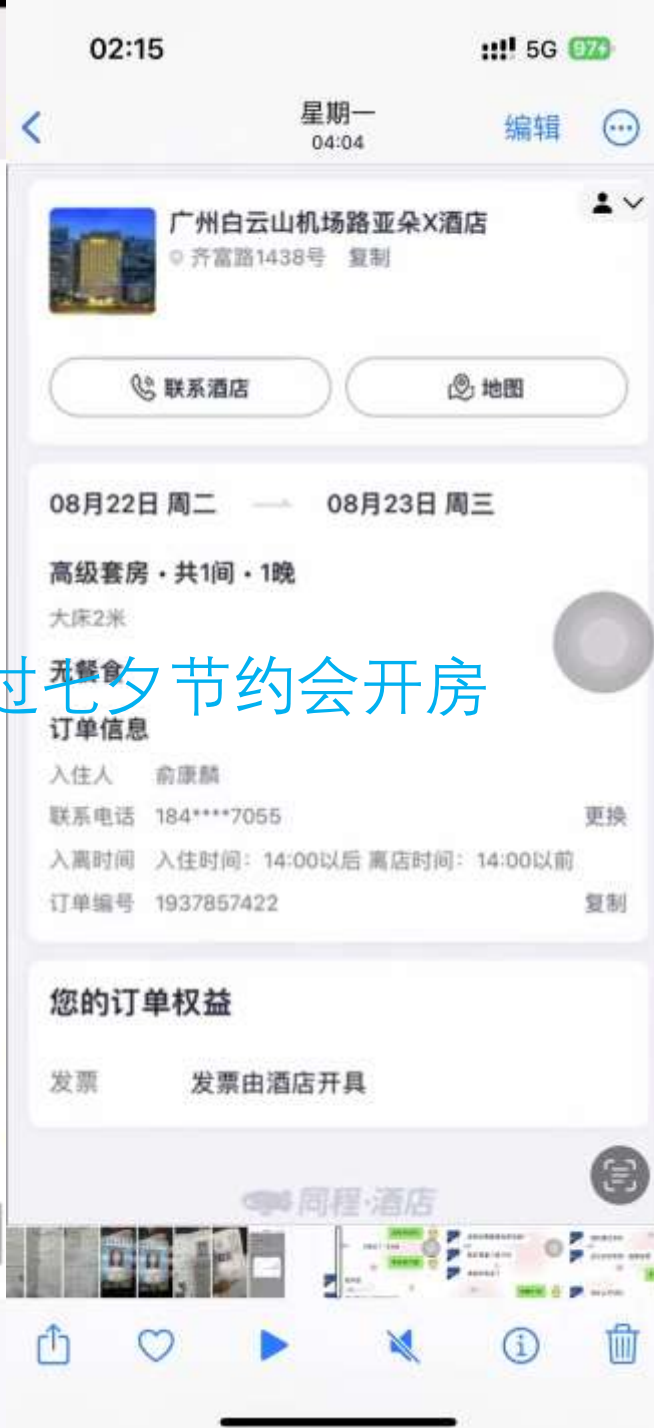 02:15
5G 97
星期一
04:04
编辑
广州白云山机场路亚朵X酒店
齐富路1438号 复制
联系酒店
地图
08月22日 周二
08月23日 周三
高级套房·共1间·1晚
大床2米
无餐食
过七夕节约会开房
订单信息
入住人 俞康麟
联系电话 184****7055 更换
入离时间 入住时间：14:00以后 离店时间：14:00以前
订单编号 1937857422 复制
您的订单权益
发票 发票由酒店开具
同程·酒店